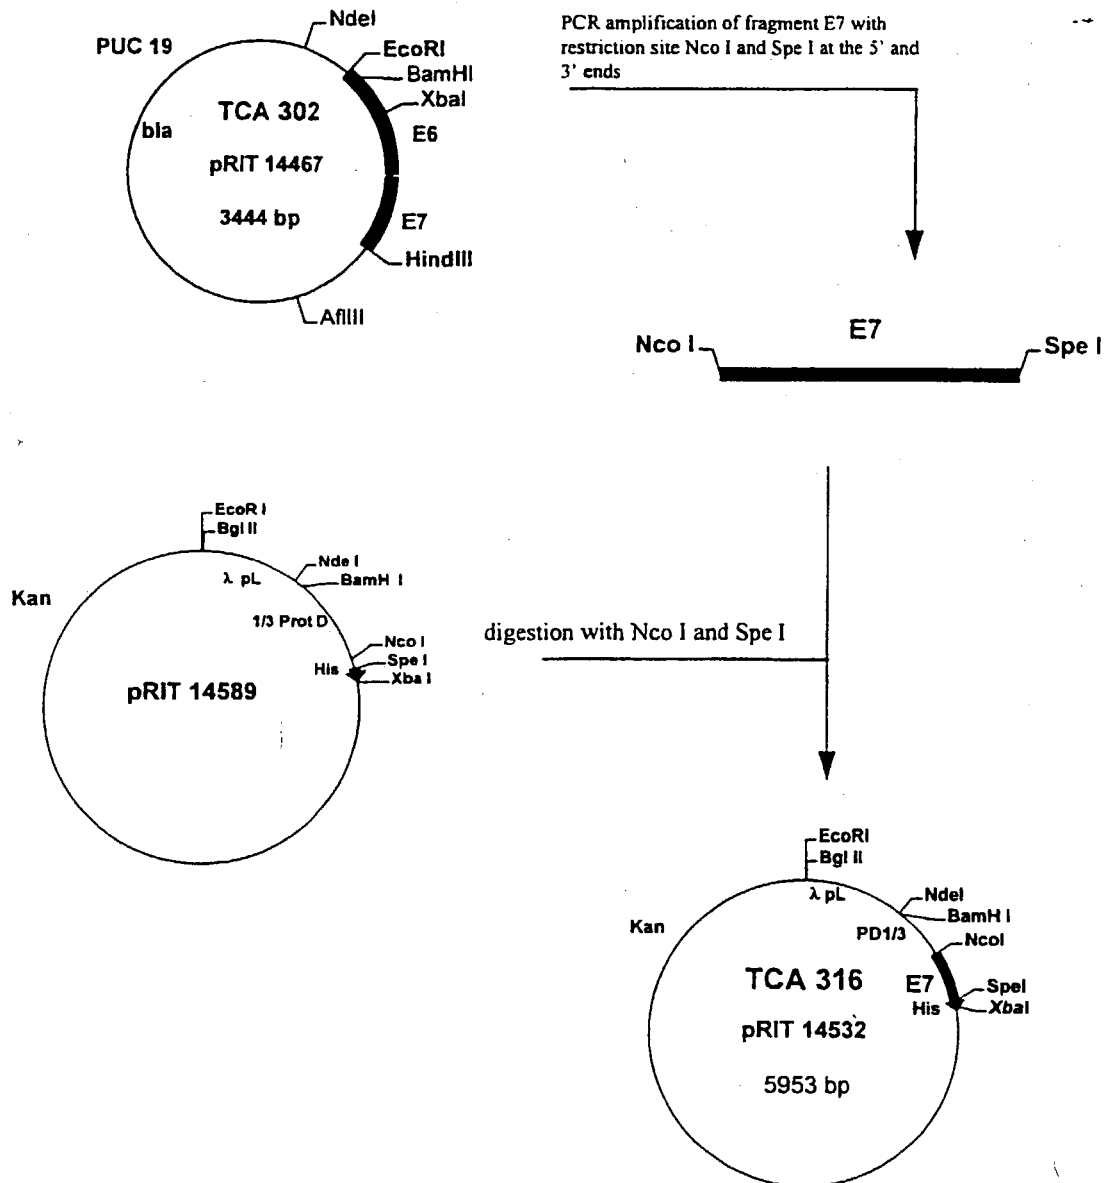 PUC 19
NdeI
EcoRI
BamHI
XbaI
bla
TCA 302
E6
pRIT 14467
3444 bp
E7
HindIII
AflIII
PCR amplification of fragment E7 with
restriction site Nco I and Spe I at the 5' and
3' ends
E7
Nco I
Spe I
EcoR I
Bgl II
λ pL
Nde I
BamH I
Kan
1/3 Prot D
Nco I
Spe I
His
Xba I
pRIT 14589
digestion with Nco I and Spe I
EcoRI
Bgl II
λ pL
NdeI
BamH I
Kan
PD1/3
NcoI
TCA 316
E7
SpeI
His
XbaI
pRIT 14532
5953 bp